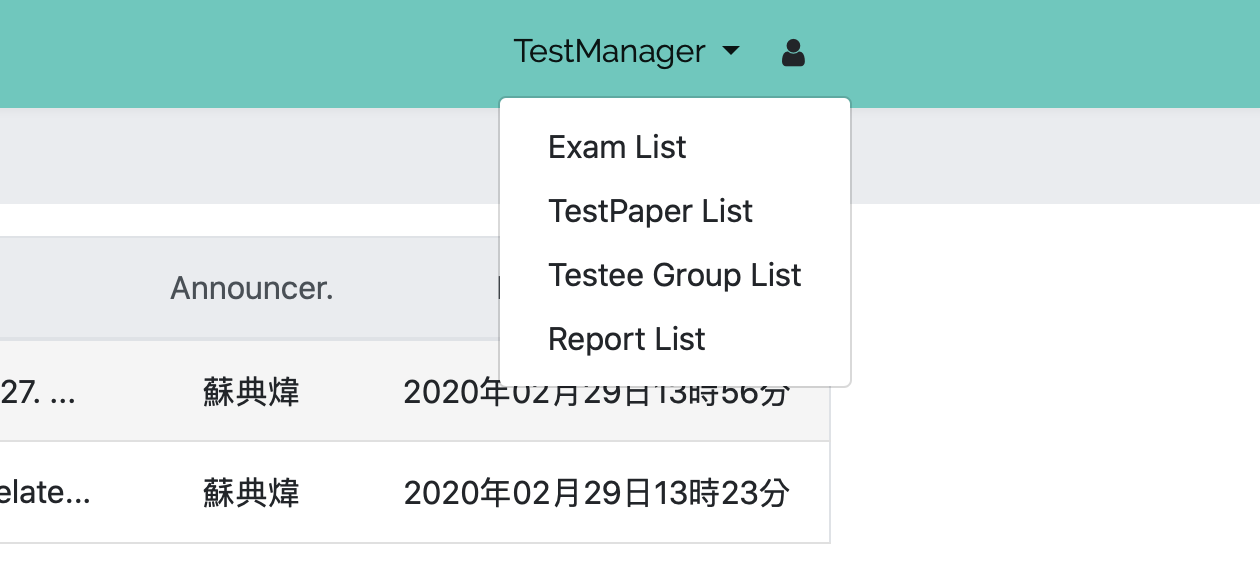 TestManager
Exam List
TestPaper List
Testee Group List
Report List
Announcer.
27. ...
蘇典煒
2020年02月29日13時56分
elate...
蘇典煒
2020年02月29日13時23分